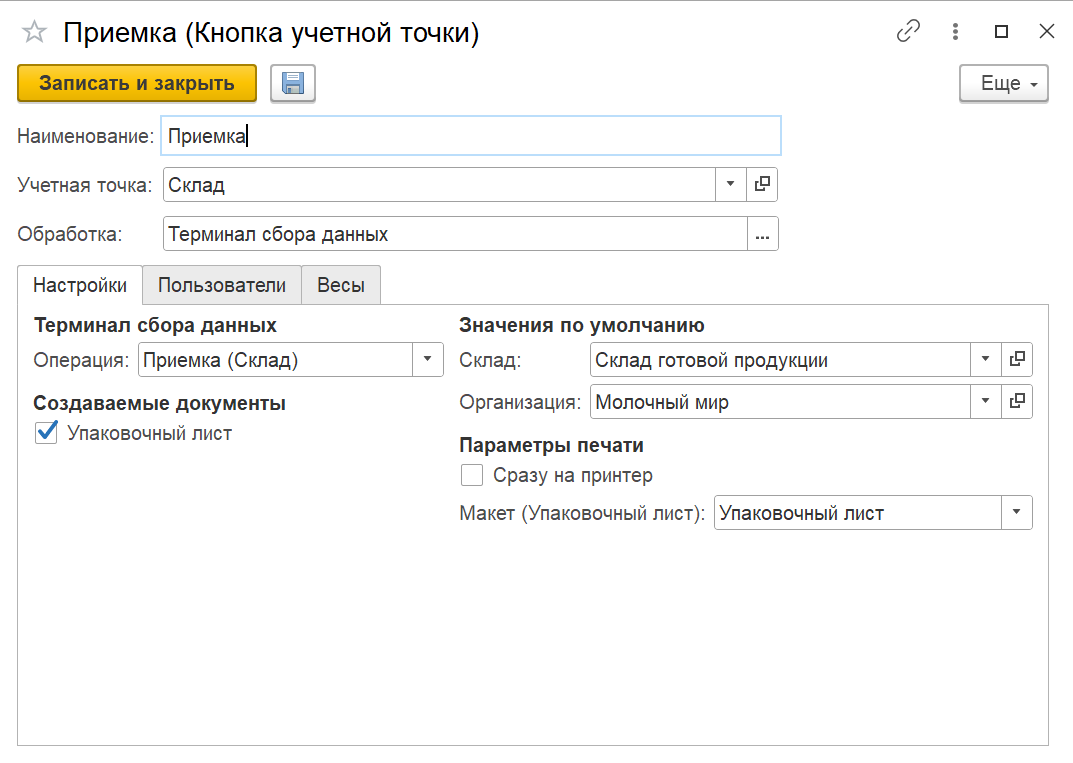 Приемка (Кнопка учетной точки)
Записать и закрыть
Еще
Наименование: Приемка
Учетная точка: Склад
Обработка: Терминал сбора данных ...
Настройки Пользователи Весы
Терминал сбора данных
Операция: Приемка (Склад)
Создаваемые документы
Упаковочный лист
Значения по умолчанию
Склад: Склад готовой продукции
Организация: Молочный мир
Параметры печати
Сразу на принтер
Макет (Упаковочный лист): Упаковочный лист